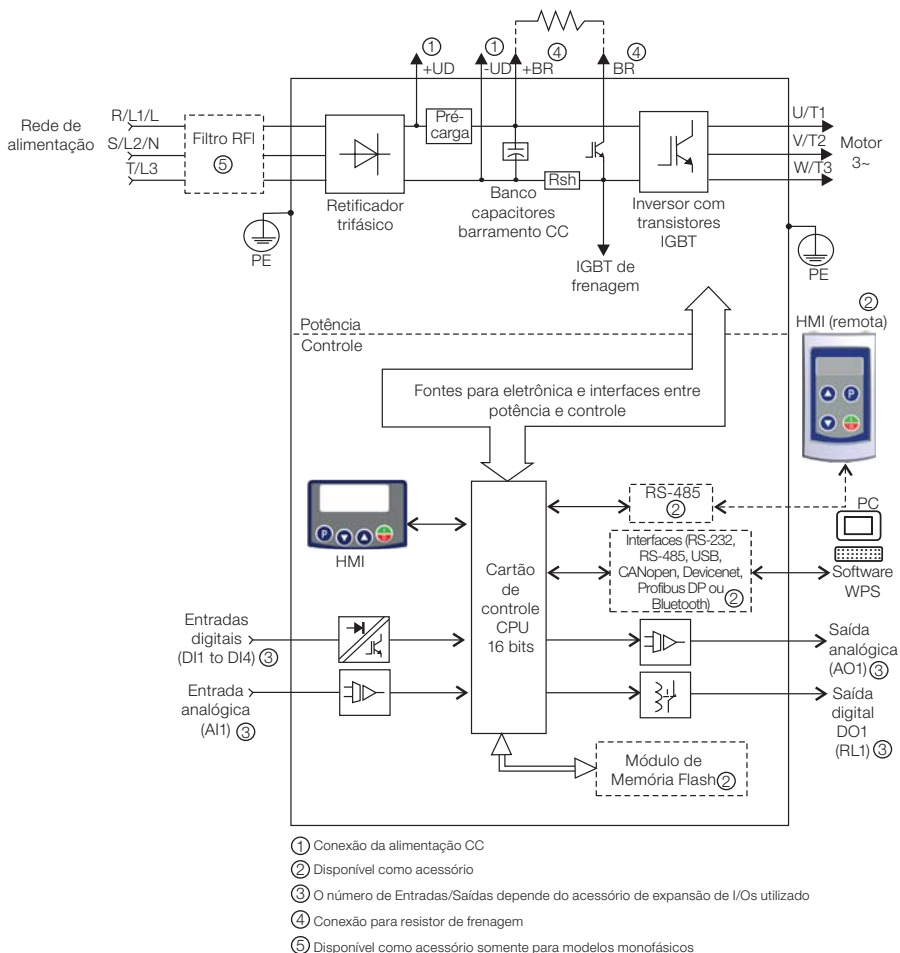 ① ① ④ ④
+UD -UD +BR BR
R/L1/L
Rede de
alimentação
S/L2/N
T/L3
Filtro RFI
⑤
Pré-
carga
Rsh
U/T1
V/T2
W/T3
Motor
3~
Retificador
trifásico
Banco
capacitores
barramento CC
Inversor com
transistores
IGBT
PE
PE
IGBT de
frenagem
②
HMI (remota)
P
Potência
Controle
Fontes para eletrônica e interfaces entre
potência e controle
P
HMI
RS-485
②
PC
Interfaces (RS-232,
RS-485, USB,
CANopen, Devicenet,
Profibus DP ou
Bluetooth) ②
Software
WPS
Cartão
de
controle
CPU
16 bits
Entradas
digitais
(DI1 to DI4) ③
Saída
analógica
(AO1) ③
Entrada
analógica
(AI1) ③
Saída
digital
DO1
(RL1) ③
Módulo de
Memória Flash ②
① Conexão da alimentação CC
② Disponível como acessório
③ O número de Entradas/Saídas depende do acessório de expansão de I/Os utilizado
④ Conexão para resistor de frenagem
⑤ Disponível como acessório somente para modelos monofásicos